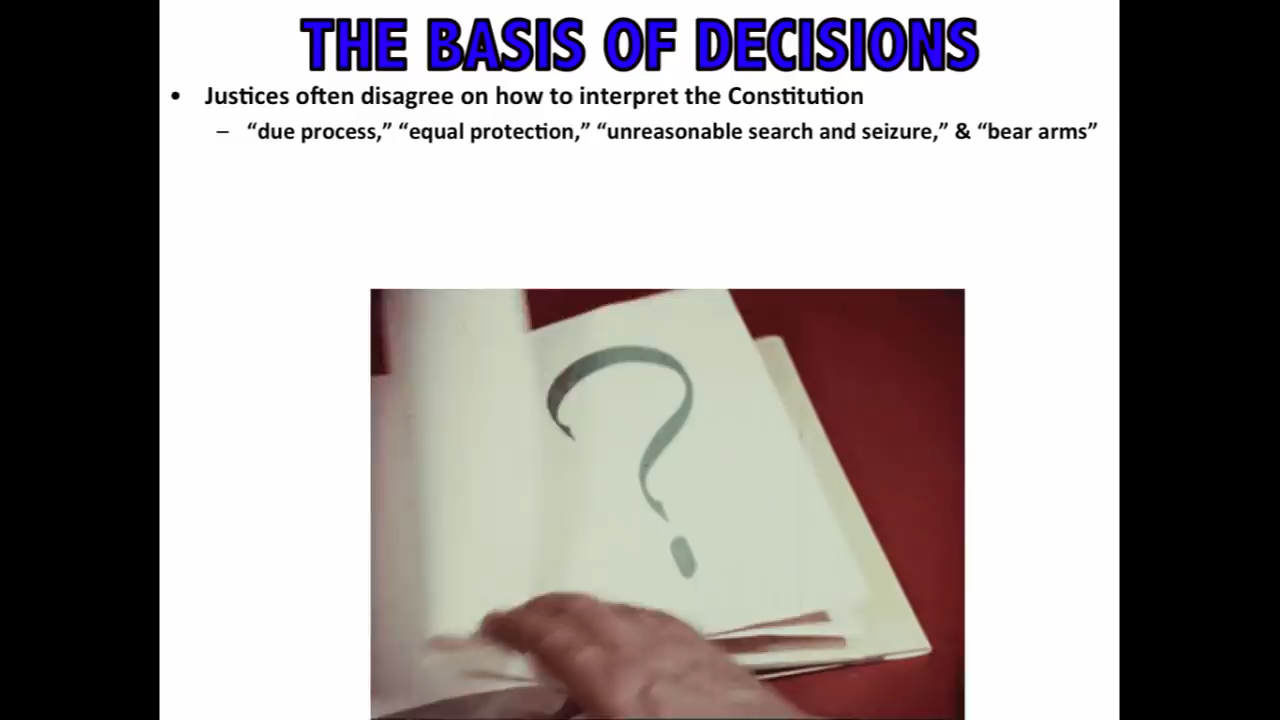 THE BASIS OF DECISIONS
• Justices often disagree on how to interpret the Constitution
– “due process,” “equal protection,” “unreasonable search and seizure,” & “bear arms”
?